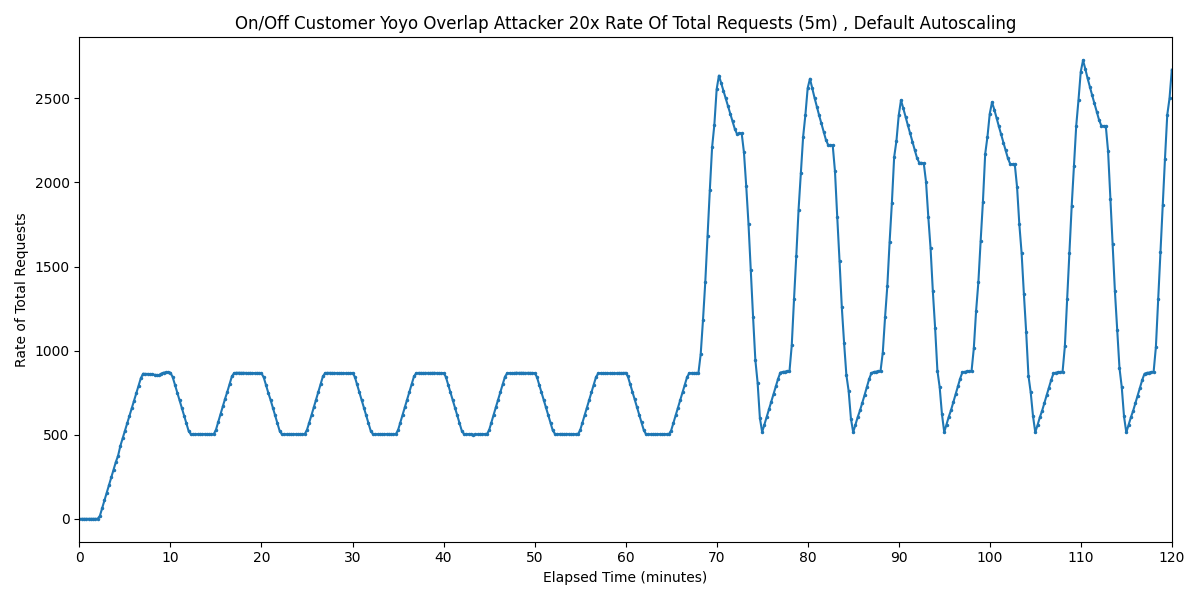 On/Off Customer Yoyo Overlap Attacker 20x Rate Of Total Requests (5m) , Default Autoscaling
Rate of Total Requests
2500
2000
1500
1000
500
0
0 10 20 30 40 50 60 70 80 90 100 110 120
Elapsed Time (minutes)